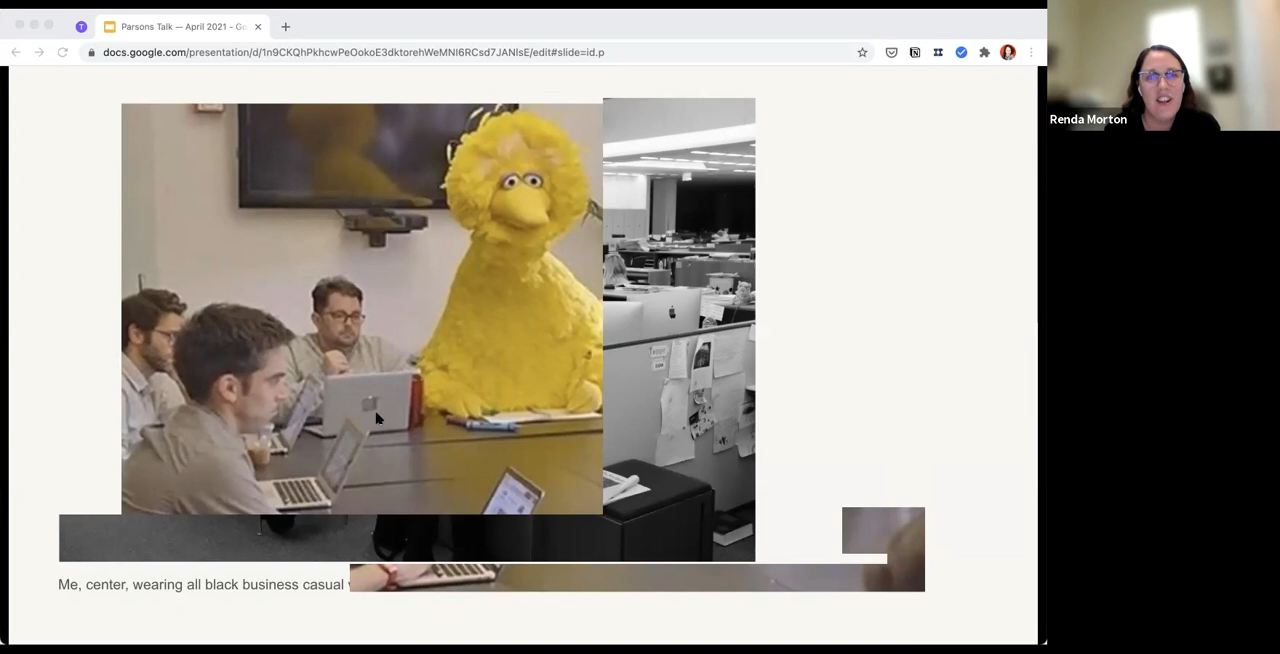 Parsons Talk — April 2021 - Go
docs.google.com/presentation/d/1n9CKQhPkhcwPeOokoE3dktorehWeMNI6RCsd7JANlsE/edit#slide=id.p
Renda Morton
Me, center, wearing all black business casual